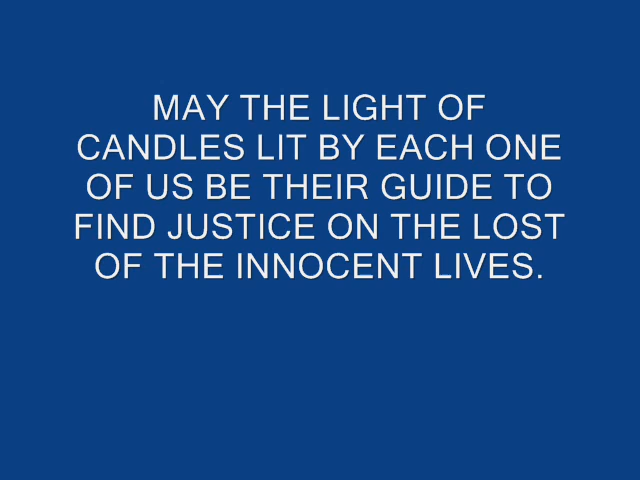 MAY THE LIGHT OF
CANDLES LIT BY EACH ONE
OF US BE THEIR GUIDE TO
FIND JUSTICE ON THE LOST
OF THE INNOCENT LIVES.